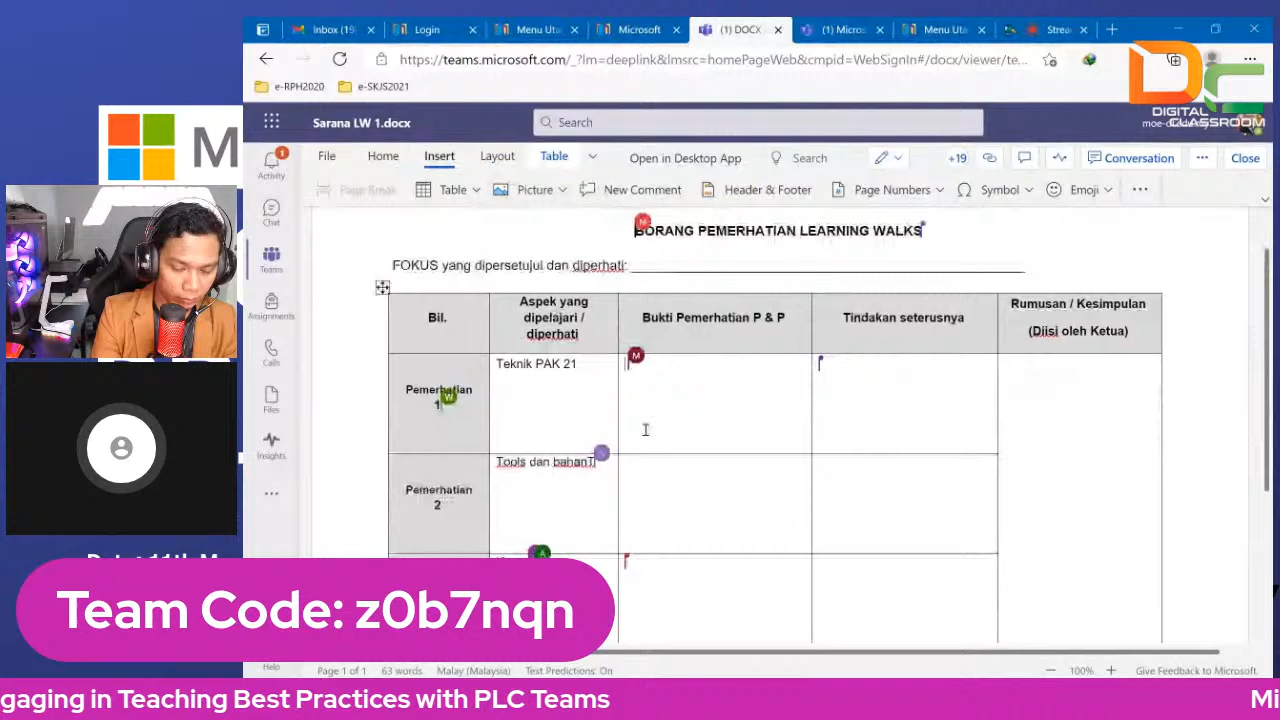 Inbox (19
Login
Menu Uta
Microsoft
(1) DOCX
(1) Micros
Menu Uta
Strea
https://teams.microsoft.com/_?lm=deeplink&lmsrc=homePageWeb&cmpid=WebSignIn#/docx/viewer/te...
e-RPH2020
e-SKJS2021
DIGITAL
CLASSROOM
Sarana LW 1.docx
Search
M
Activity
Chat
Teams
Assignments
Calls
Files
Insights
Help
File
Home
Insert
Layout
Table
Open in Desktop App
Search
+19
Conversation
Close
Page Break
Table
Picture
New Comment
Header & Footer
Page Numbers
Symbol
Emoji
BORANG PEMERHATIAN LEARNING WALKS
FOKUS yang dipersetujui dan diperhati:
Bil.
Aspek yang
dipelajari /
diperhati
Bukti Pemerhatian P & P
Tindakan seterusnya
Rumusan / Kesimpulan
(Diisi oleh Ketua)
Pemerhatian
1
Teknik PAK 21
M
W
Pemerhatian
2
Tools dan bahanT
A
Team Code: z0b7nqn
Page 1 of 1
63 words
Malay (Malaysia)
Text Predictions: On
100%
Give Feedback to Microsoft
gaging in Teaching Best Practices with PLC Teams
Mi